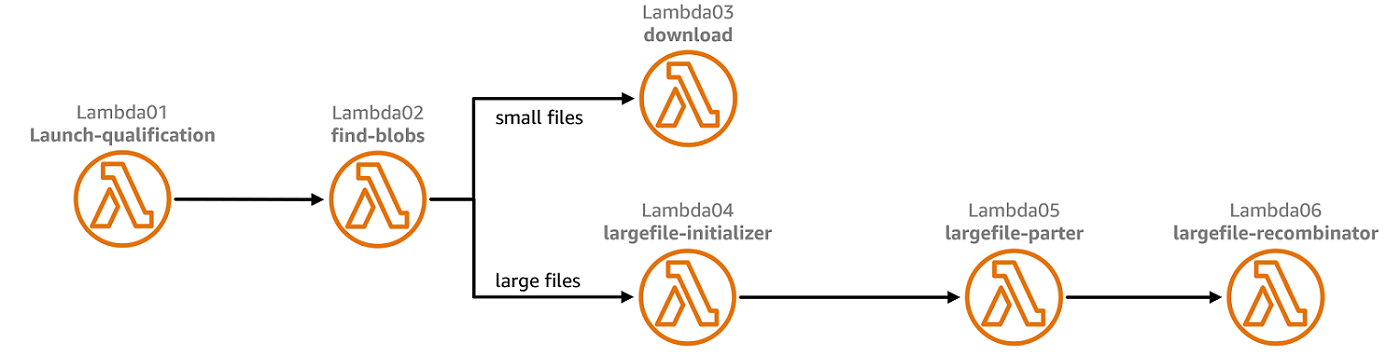 Lambda03
download
Lambda01
Launch-qualification
Lambda02
find-blobs
small files
Lambda04
largefile-initializer
Lambda05
largefile-parter
Lambda06
largefile-recombinator
large files